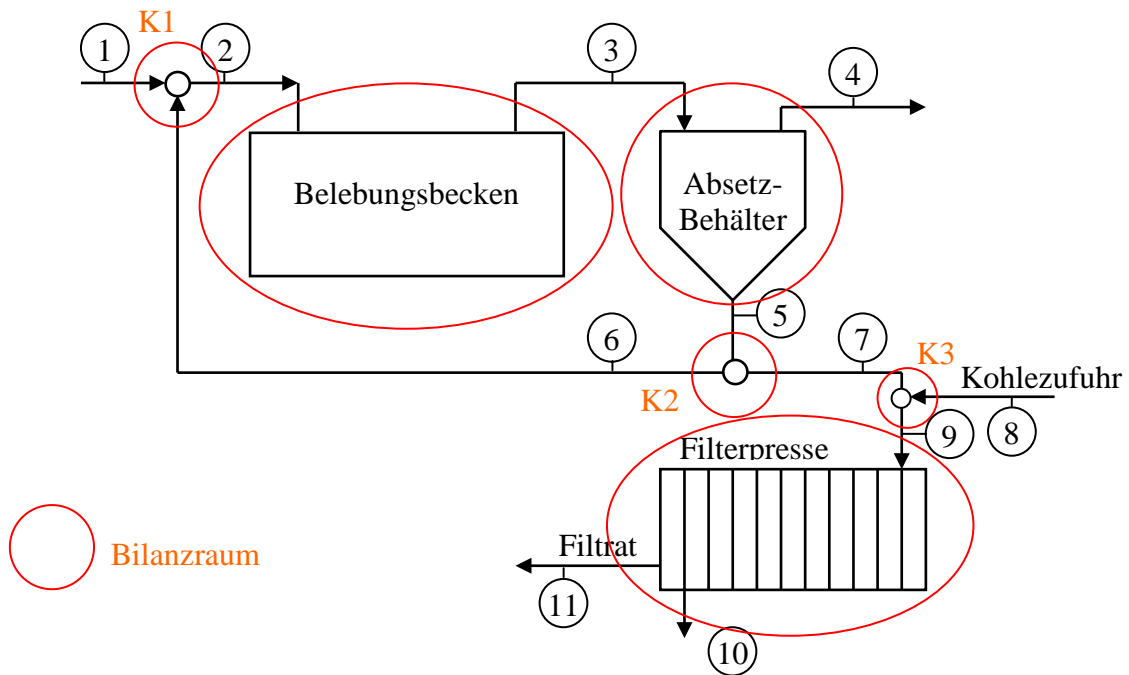 K1
1
2
3
4
Belebungsbecken
Absetz-
Behälter
5
6
7
K3
K2
Kohlezufuhr
8
9
Filterpresse
Filtrat
11
10
Bilanzraum